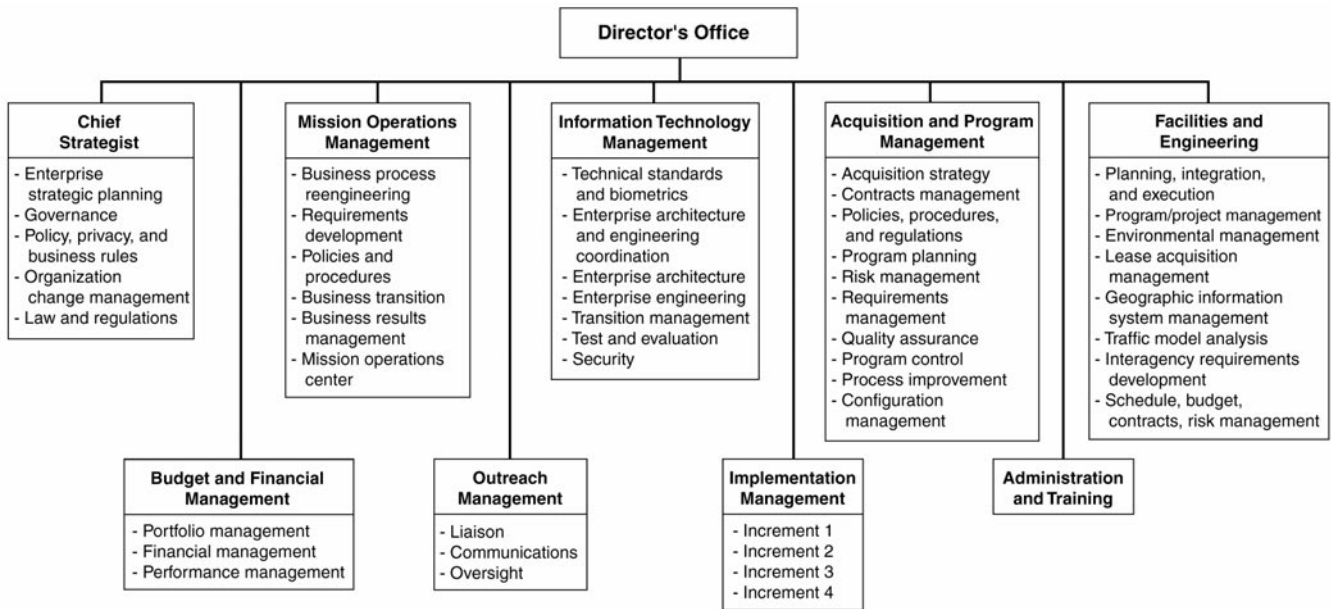 Director's Office
Chief
Strategist
- Enterprise
strategic planning
- Governance
- Policy, privacy, and
business rules
- Organization
change management
- Law and regulations
Mission Operations
Management
- Business process
reengineering
- Requirements
development
- Policies and
procedures
- Business transition
- Business results
management
- Mission operations
center
Information Technology
Management
- Technical standards
and biometrics
- Enterprise architecture
and engineering
coordination
- Enterprise architecture
- Enterprise engineering
- Transition management
- Test and evaluation
- Security
Acquisition and Program
Management
- Acquisition strategy
- Contracts management
- Policies, procedures,
and regulations
- Program planning
- Risk management
- Requirements
management
- Quality assurance
- Program control
- Process improvement
- Configuration
management
Facilities and
Engineering
- Planning, integration,
and execution
- Program/project management
- Environmental management
- Lease acquisition
management
- Geographic information
system management
- Traffic model analysis
- Interagency requirements
development
- Schedule, budget,
contracts, risk management
Budget and Financial
Management
- Portfolio management
- Financial management
- Performance management
Outreach
Management
- Liaison
- Communications
- Oversight
Implementation
Management
- Increment 1
- Increment 2
- Increment 3
- Increment 4
Administration
and Training